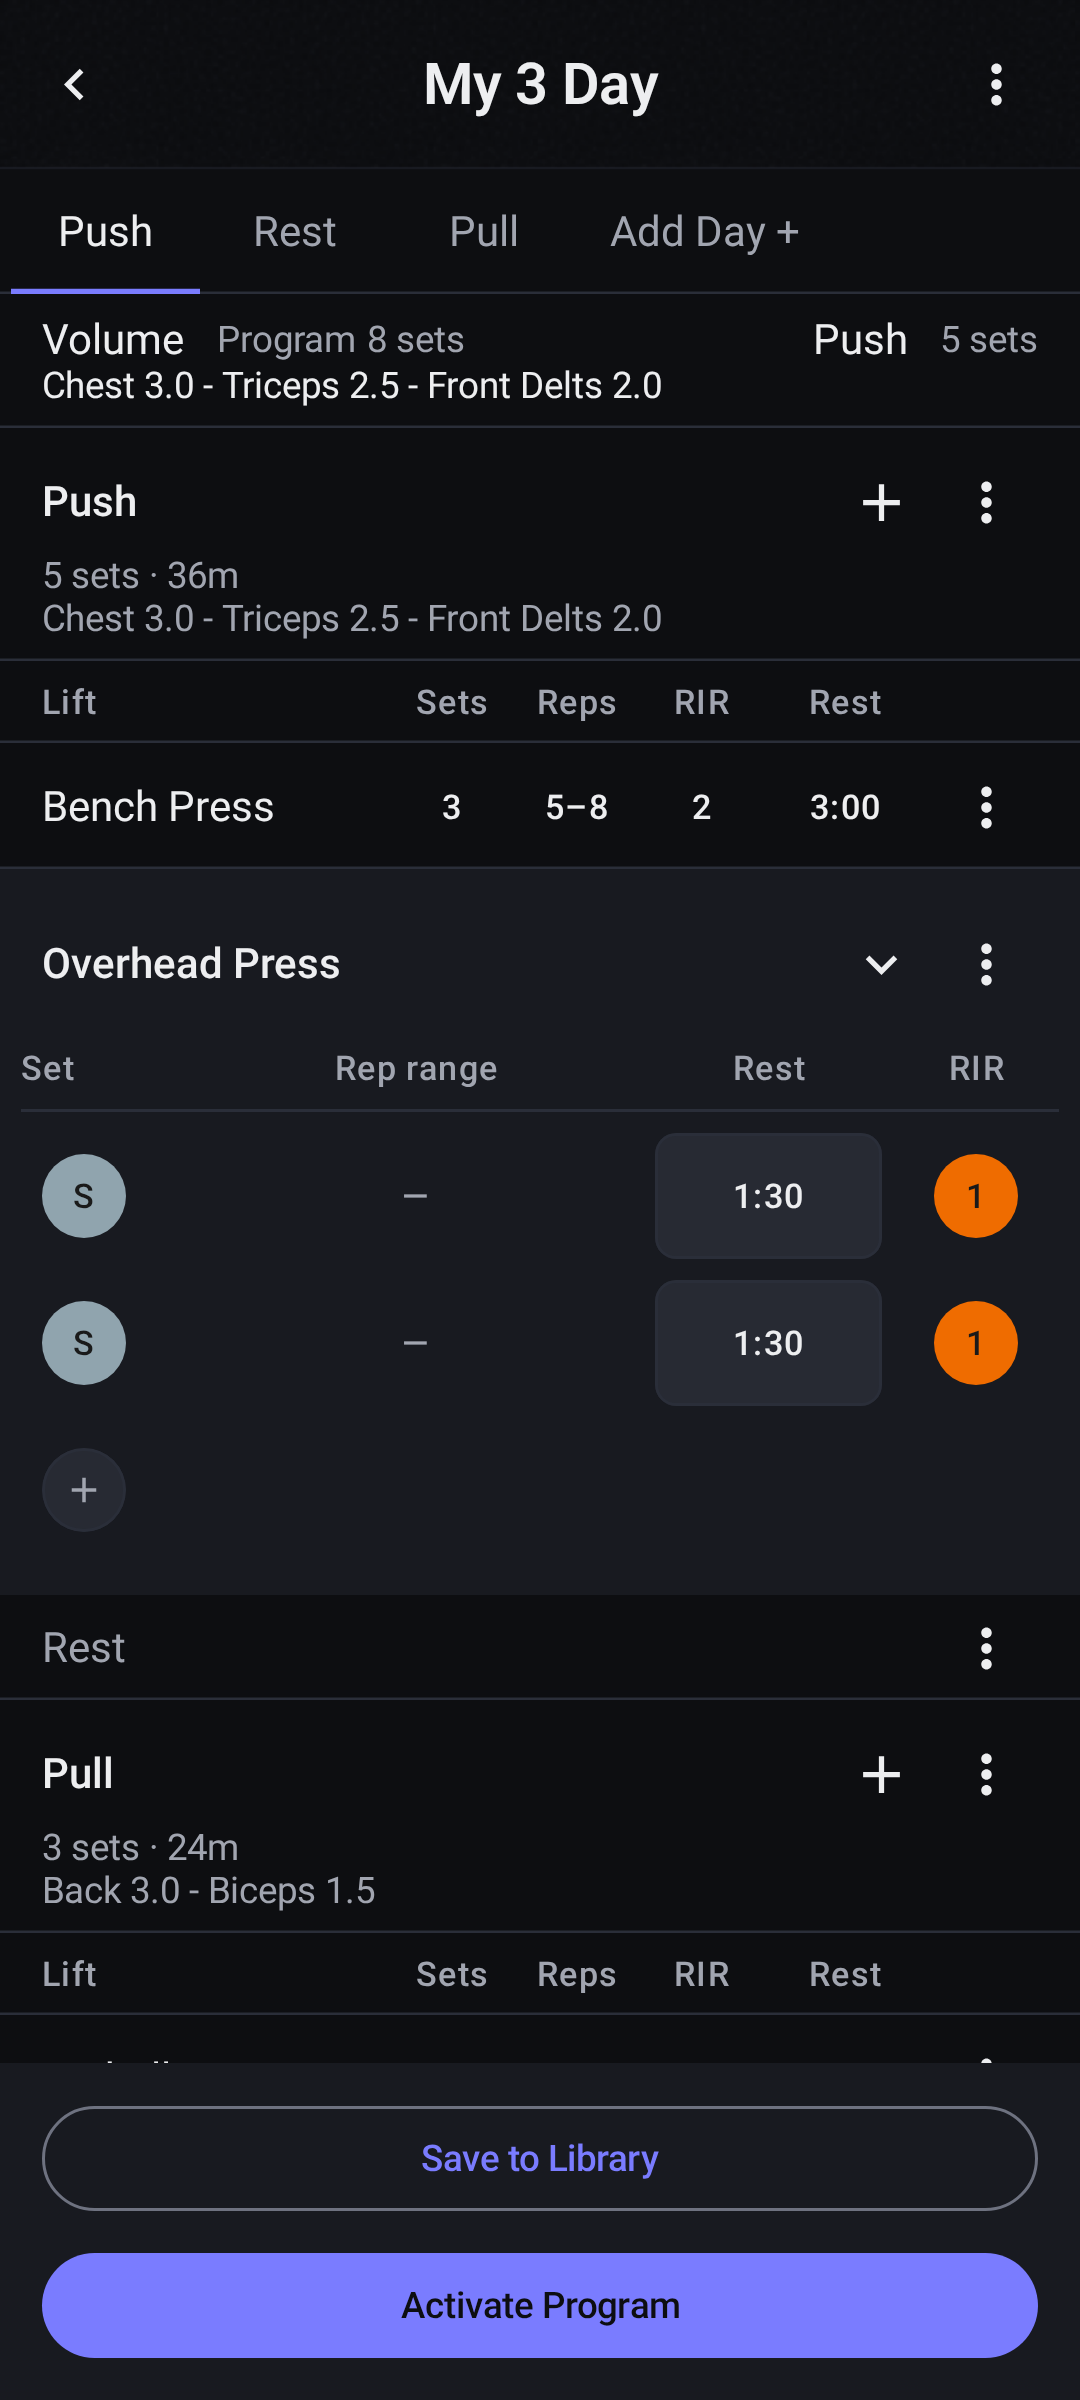 My 3 Day
Push Rest Pull Add Day +
Volume Program 8 sets Push 5 sets
Chest 3.0 - Triceps 2.5 - Front Delts 2.0
Push
5 sets · 36m
Chest 3.0 - Triceps 2.5 - Front Delts 2.0
Lift Sets Reps RIR Rest
Bench Press 3 5–8 2 3:00
Overhead Press
Set Rep range Rest RIR
S – 1:30 1
S – 1:30 1
+
Rest
Pull
3 sets · 24m
Back 3.0 - Biceps 1.5
Lift Sets Reps RIR Rest
Save to Library
Activate Program